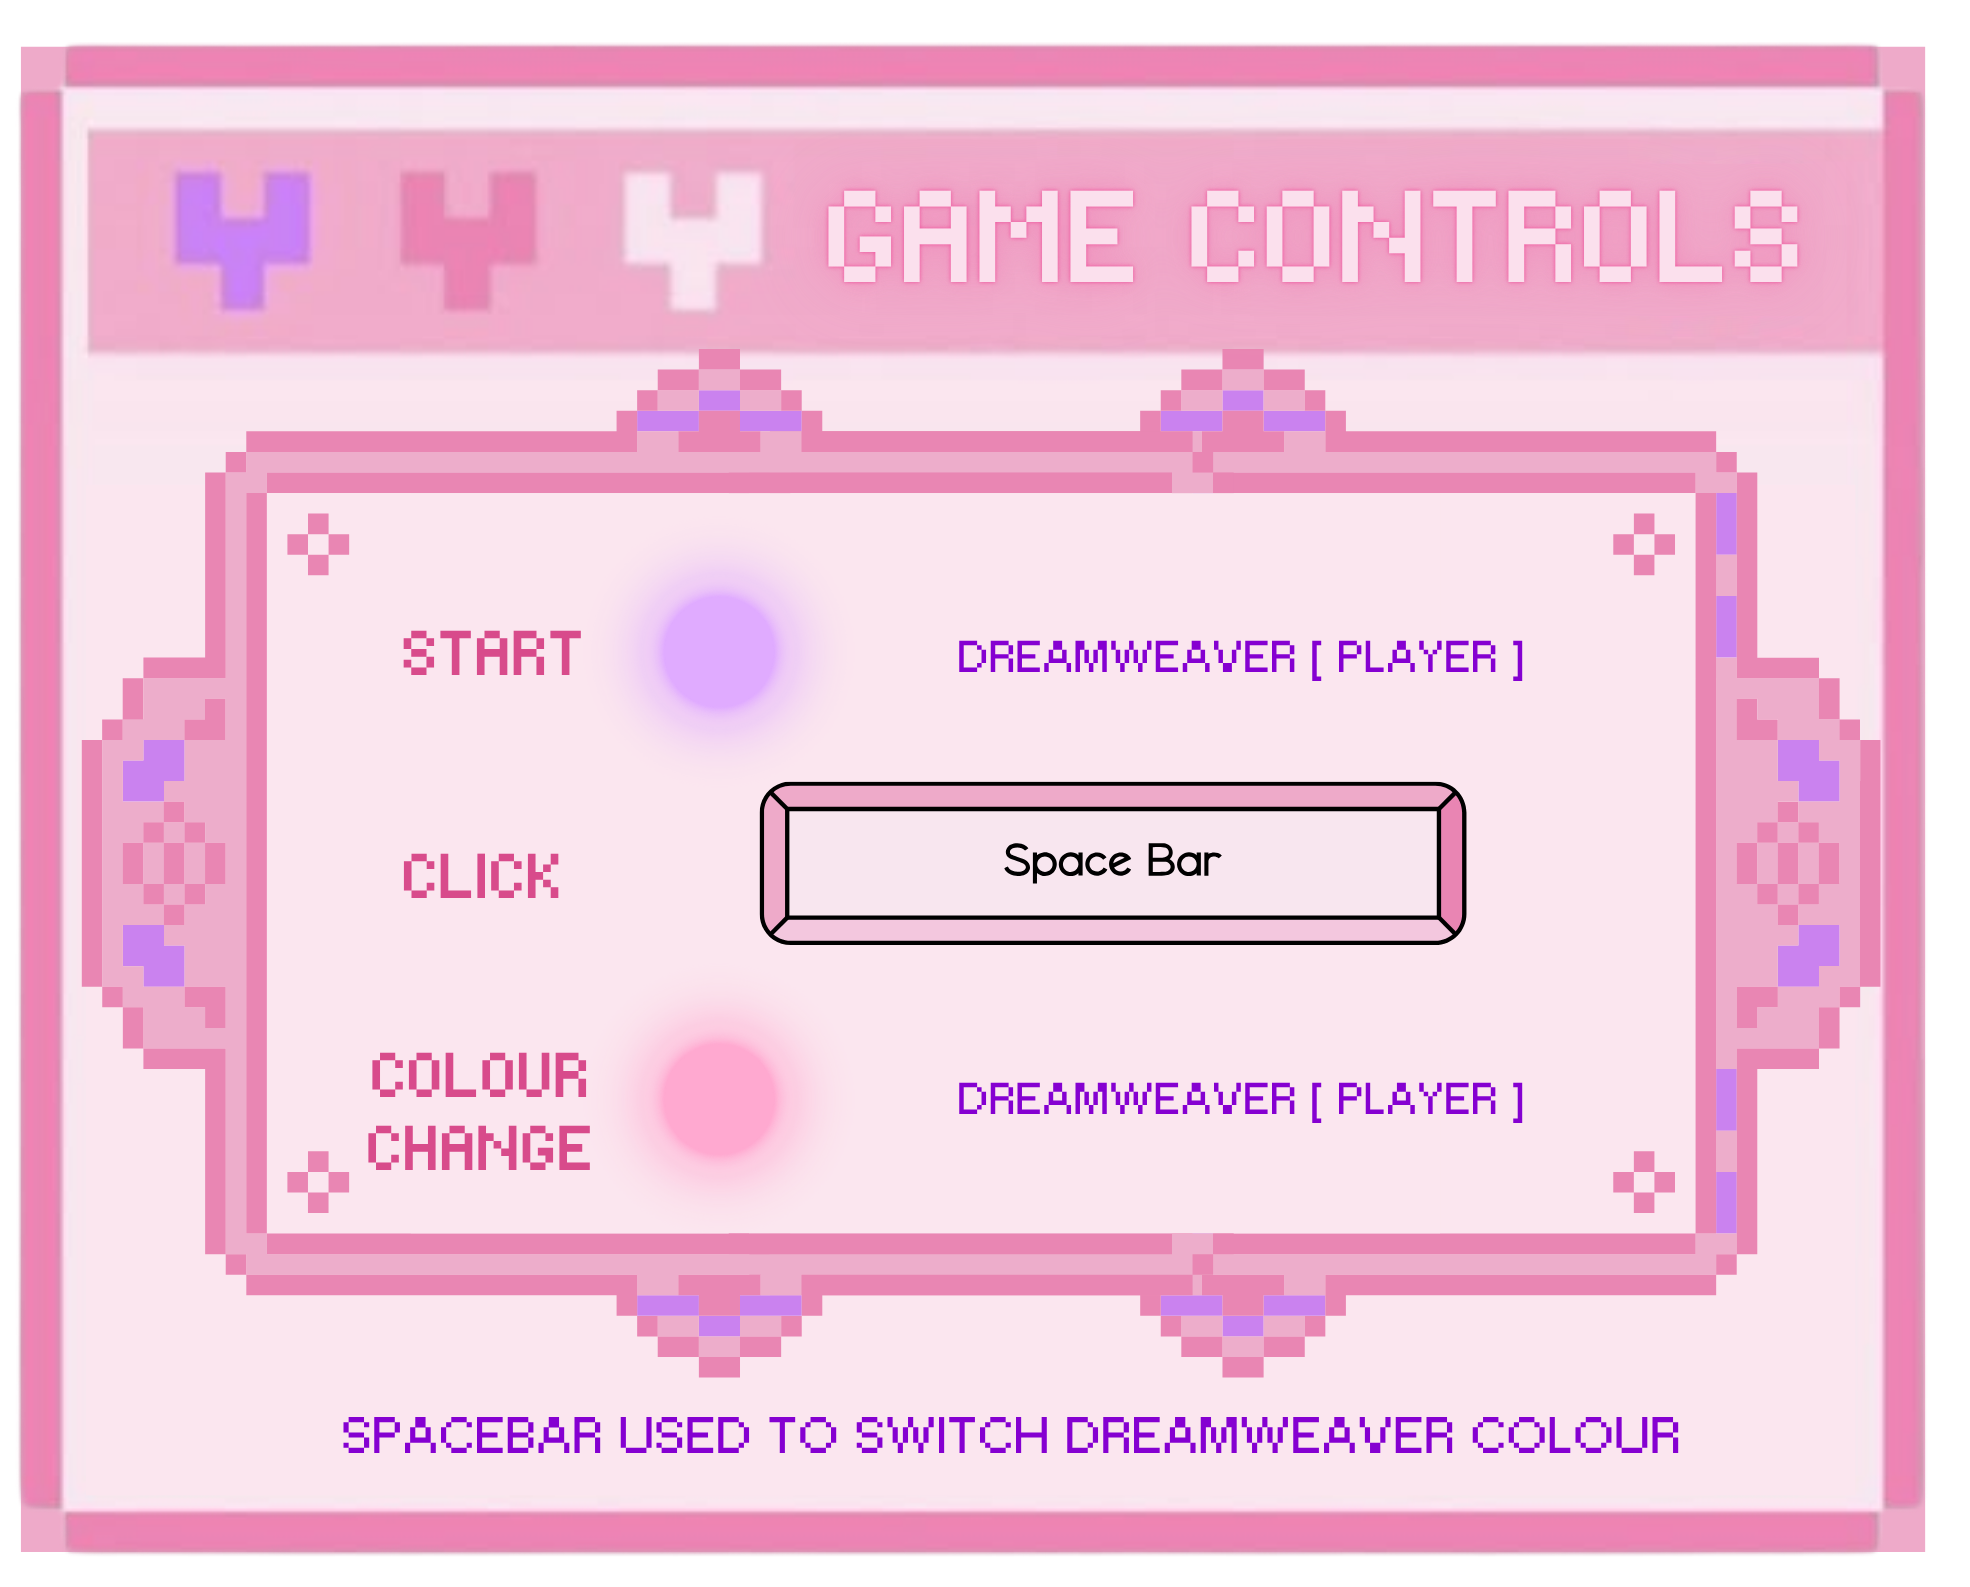 GAME CONTROLS
START
DREAMWEAVER [ PLAYER ]
CLICK
Space Bar
COLOUR
CHANGE
DREAMWEAVER [ PLAYER ]
SPACEBAR USED TO SWITCH DREAMWEAVER COLOUR